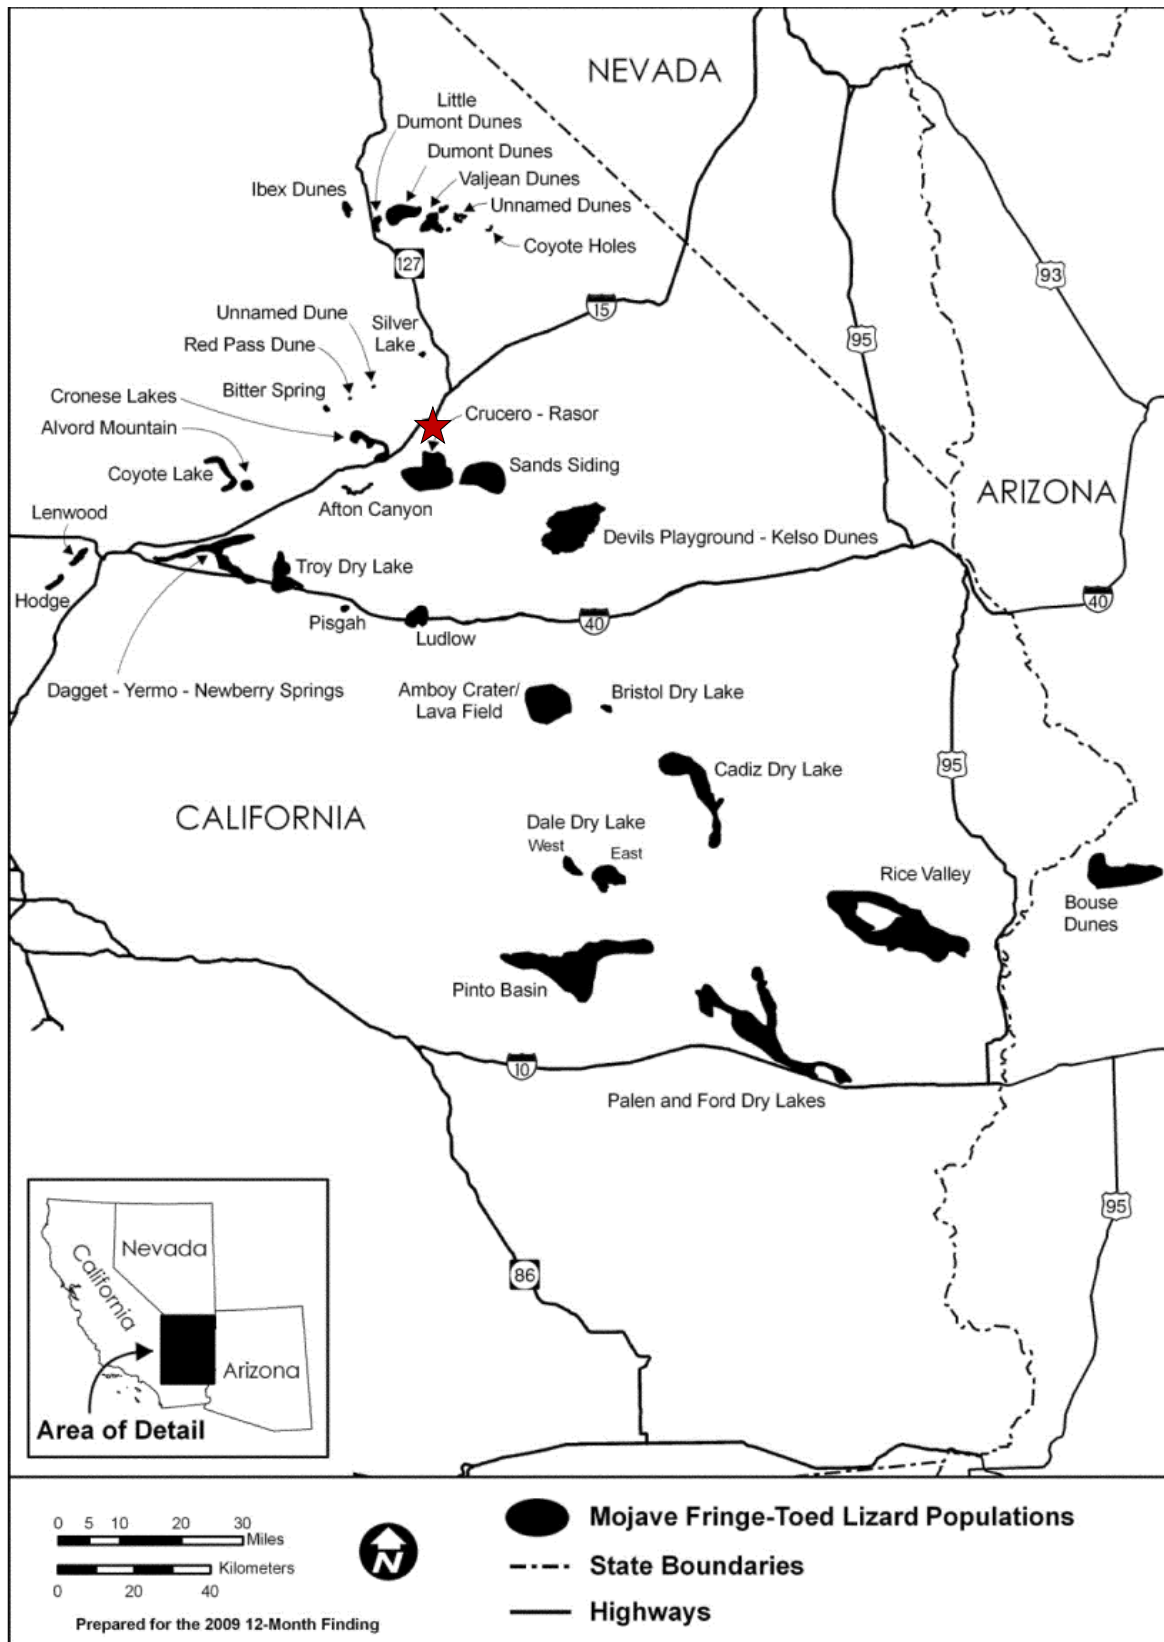 NEVADA
Little
Dumont Dunes
Dumont Dunes
Valjean Dunes
Ibex Dunes
Unnamed Dunes
Coyote Holes
127
93
15
95
Unnamed Dune
Silver
Lake
Red Pass Dune
Bitter Spring
Cronese Lakes
Crucero - Rasor
Alvord Mountain
Coyote Lake
Sands Siding
ARIZONA
Afton Canyon
Lenwood
Devils Playground - Kelso Dunes
Troy Dry Lake
Hodge
Pisgah
Ludlow
40
40
Dagget - Yermo - Newberry Springs
Amboy Crater/
Lava Field
Bristol Dry Lake
95
Cadiz Dry Lake
CALIFORNIA
Dale Dry Lake
West
East
Rice Valley
Bouse
Dunes
Pinto Basin
10
Palen and Ford Dry Lakes
95
86
Nevada
California
Arizona
Area of Detail
0 5 10 20 30
Miles
Kilometers
0 20 40
N
Prepared for the 2009 12-Month Finding
Mojave Fringe-Toed Lizard Populations
State Boundaries
Highways